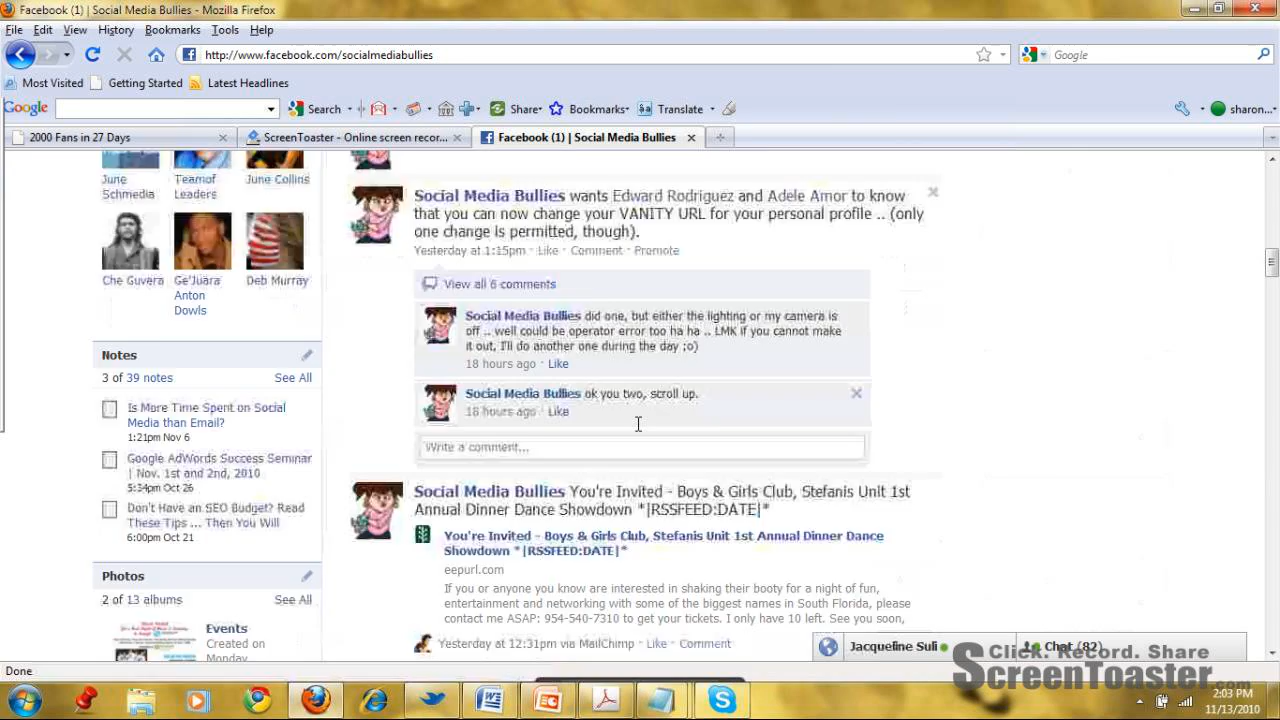 Facebook (1) | Social Media Bullies - Mozilla Firefox
File Edit View History Bookmarks Tools Help
http://www.facebook.com/socialmediabullies
Google
Most Visited Getting Started Latest Headlines
Google Search Share Bookmarks Translate sharon...
2000 Fans in 27 Days
ScreenToaster - Online screen recor...
Facebook (1) | Social Media Bullies
June Schmedia
Teamof Leaders
June Collins
Che Guvera
Ge'Juara Anton Dowls
Deb Murray
Notes
3 of 39 notes See All
Is More Time Spent on Social
Media than Email?
1:21pm Nov 6
Google AdWords Success Seminar
| Nov. 1st and 2nd, 2010
5:34pm Oct 26
Don't Have an SEO Budget? Read
These Tips ... Then You Will
6:00pm Oct 21
Photos
2 of 13 albums See All
Events
Created on
Monday
Social Media Bullies wants Edward Rodriguez and Adele Amor to know
that you can now change your VANITY URL for your personal profile .. (only
one change is permitted, though).
Yesterday at 1:15pm · Like · Comment · Promote
View all 6 comments
Social Media Bullies did one, but either the lighting or my camera is
off .. well could be operator error too ha ha .. LMK if you cannot make
it out, I'll do another one during the day ;o)
18 hours ago · Like
Social Media Bullies ok you two, scroll up.
18 hours ago · Like
Write a comment...
Social Media Bullies You're Invited - Boys & Girls Club, Stefanis Unit 1st
Annual Dinner Dance Showdown *|RSSFEED:DATE|*
You're Invited - Boys & Girls Club, Stefanis Unit 1st Annual Dinner Dance
Showdown *|RSSFEED:DATE|*
eepurl.com
If you or anyone you know are interested in shaking their booty for a night of fun,
entertainment and networking with some of the biggest names in South Florida, please
contact me ASAP: 954-540-7310 to get your tickets. I only have 10 left. See you soon,
Yesterday at 12:31pm via MailChimp · Like · Comment
Jacqueline Suli Chat (82)
Click. Record. Share
ScreenToaster.com
Done
2:03 PM
11/13/2010